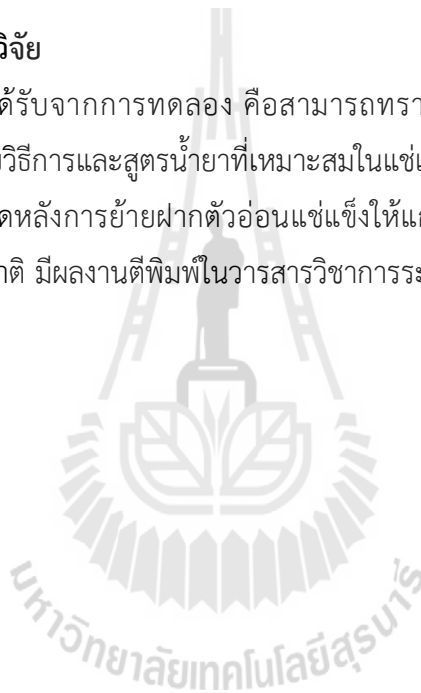 วิจัย
ด้รับจากการทดลอง คือสามารถทรา
วิธีการและสูตรน้ำยาที่เหมาะสมในแช่แ
ดหลังการย้ายฝากตัวอ่อนแช่แข็งให้แก
าติ มีผลงานตีพิมพ์ในวารสารวิชาการระ
มหาวิทยาลัยเทคโนโลยีสุรนารี